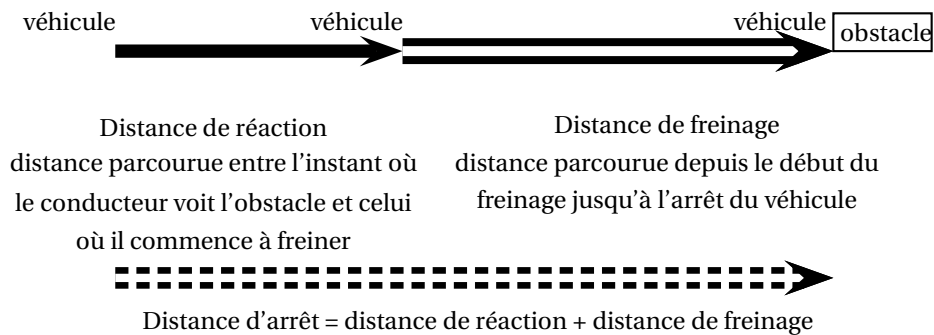 véhicule véhicule véhicule obstacle
Distance de réaction
distance parcourue entre l'instant où
le conducteur voit l'obstacle et celui
où il commence à freiner
Distance de freinage
distance parcourue depuis le début du
freinage jusqu'à l'arrêt du véhicule
Distance d'arrêt = distance de réaction + distance de freinage